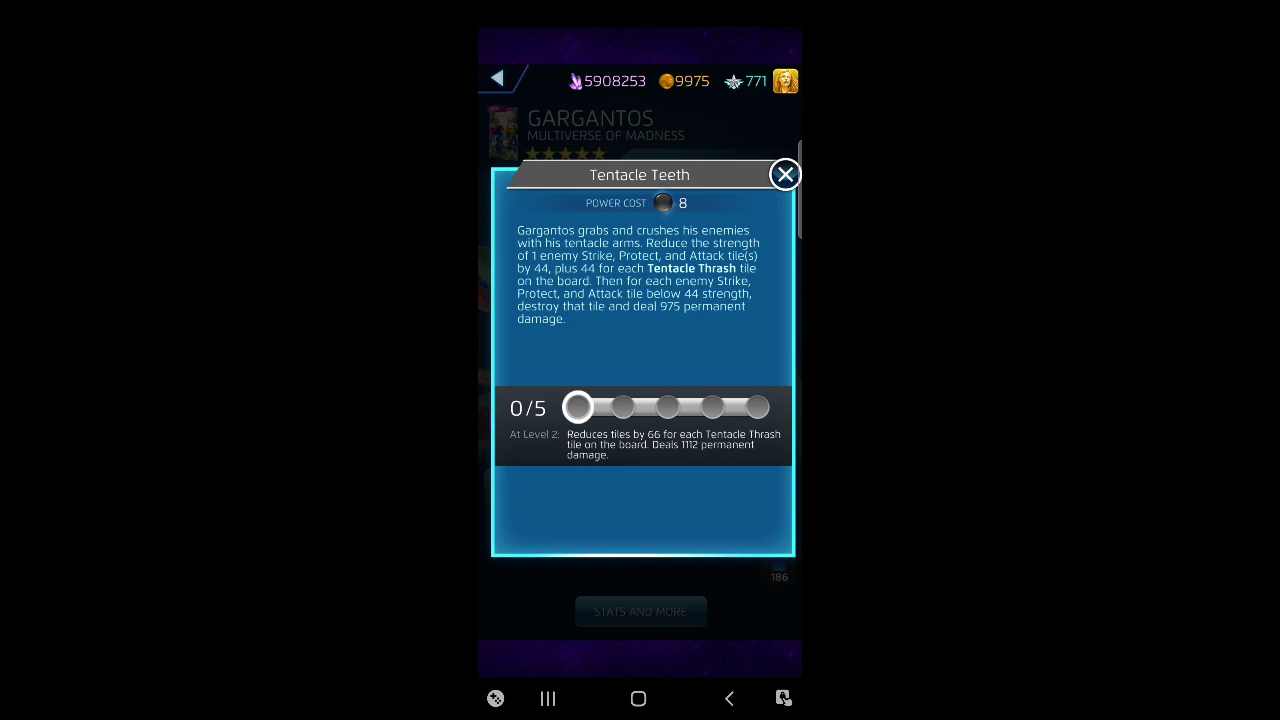 5908253 9975 771
GARGANTOS
MULTIVERSE OF MADNESS
Tentacle Teeth
POWER COST 8
Gargantos grabs and crushes his enemies
with his tentacle arms. Reduce the strength
of 1 enemy Strike, Protect, and Attack tile(s)
by 44, plus 44 for each Tentacle Thrash tile
on the board. Then for each enemy Strike,
Protect, and Attack tile below 44 strength,
destroy that tile and deal 975 permanent
damage.
0/5
At Level 2: Reduces tiles by 66 for each Tentacle Thrash
tile on the board. Deals 1112 permanent
damage.
186
STATS AND MORE